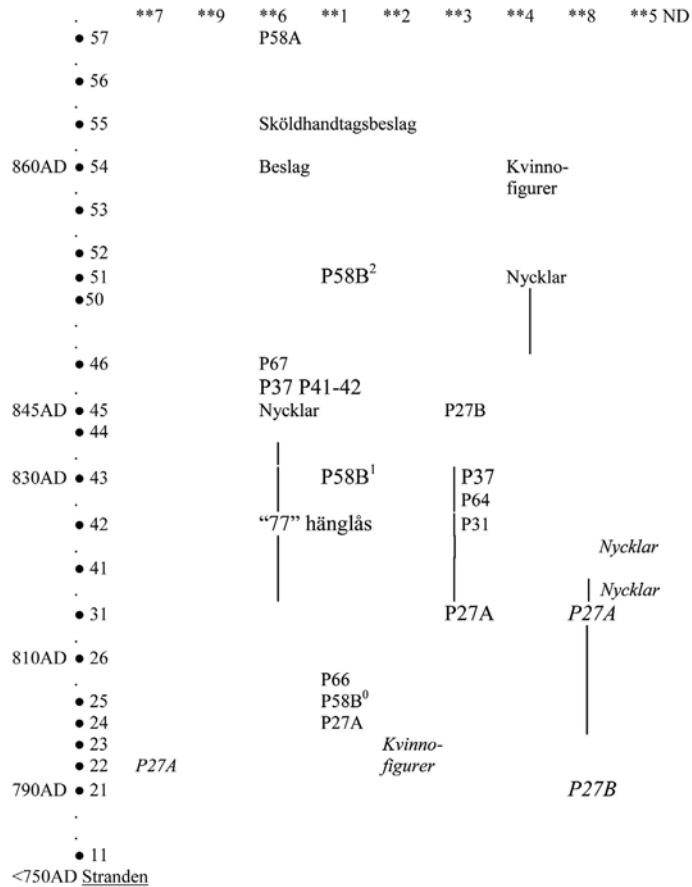 **7 **9 **6 **1 **2 **3 **4 **8 **5 ND
• 57 P58A
• 56
• 55 Sköldhandtagsbeslag
860AD • 54 Beslag Kvinno-
figurer
• 53
• 52
• 51 P58B² Nycklar
•50
• 46 P67
P37 P41-42
845AD • 45 Nycklar P27B
• 44
830AD • 43 P58B¹ P37
P64
• 42 “77” hänglås P31
Nycklar
• 41
Nycklar
• 31 P27A P27A
810AD • 26
P66
• 25 P58B⁰
• 24 P27A
• 23 Kvinno-
• 22 P27A figurer
790AD • 21 P27B
• 11
<750AD Stranden